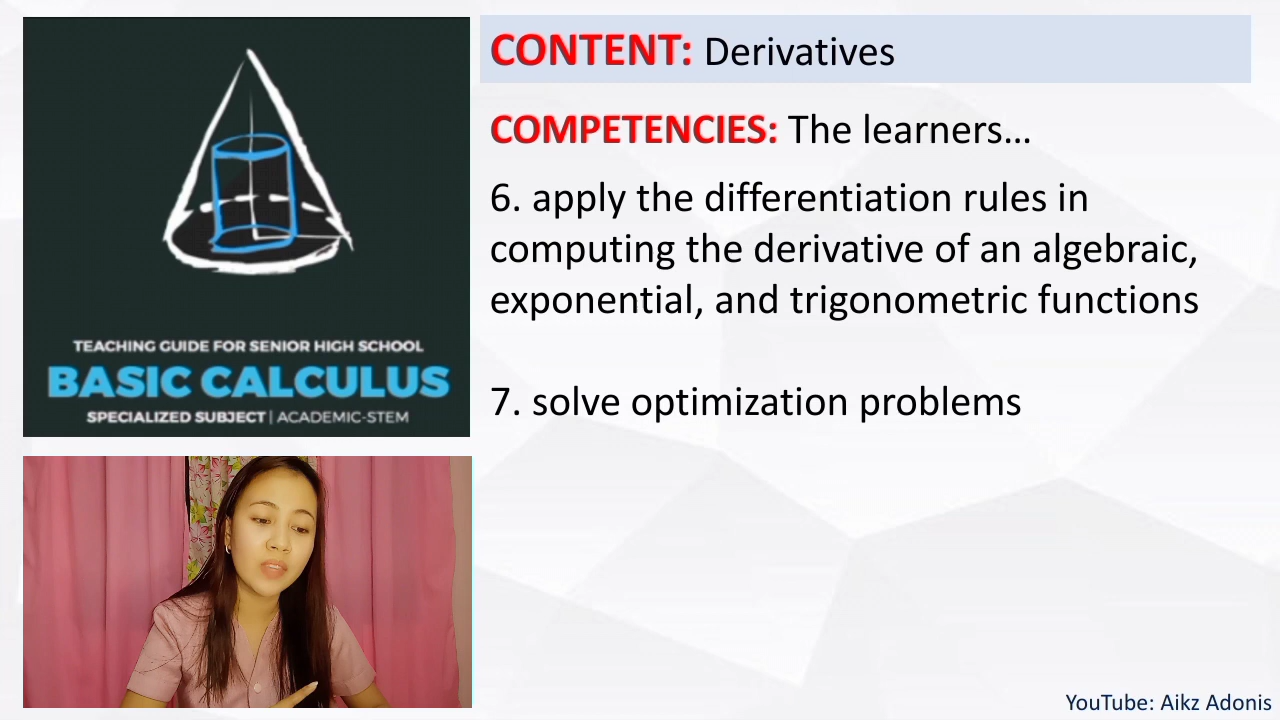 CONTENT: Derivatives
COMPETENCIES: The learners...
6. apply the differentiation rules in
computing the derivative of an algebraic,
exponential, and trigonometric functions
7. solve optimization problems
TEACHING GUIDE FOR SENIOR HIGH SCHOOL
BASIC CALCULUS
SPECIALIZED SUBJECT | ACADEMIC-STEM
YouTube: Aikz Adonis